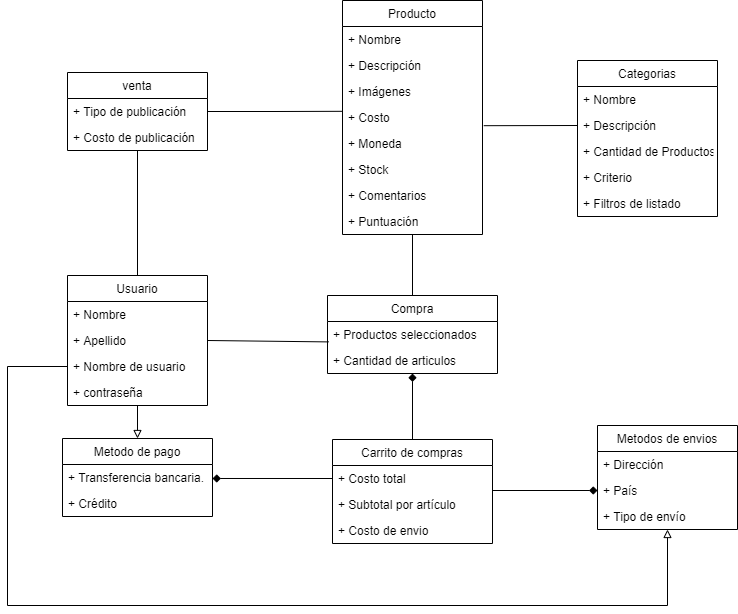 Producto
+ Nombre
+ Descripción
+ Imágenes
+ Costo
+ Moneda
+ Stock
+ Comentarios
+ Puntuación
venta
+ Tipo de publicación
+ Costo de publicación
Categorias
+ Nombre
+ Descripción
+ Cantidad de Productos
+ Criterio
+ Filtros de listado
Usuario
+ Nombre
+ Apellido
+ Nombre de usuario
+ contraseña
Compra
+ Productos seleccionados
+ Cantidad de articulos
Metodo de pago
+ Transferencia bancaria.
+ Crédito
Carrito de compras
+ Costo total
+ Subtotal por artículo
+ Costo de envio
Metodos de envios
+ Dirección
+ País
+ Tipo de envío